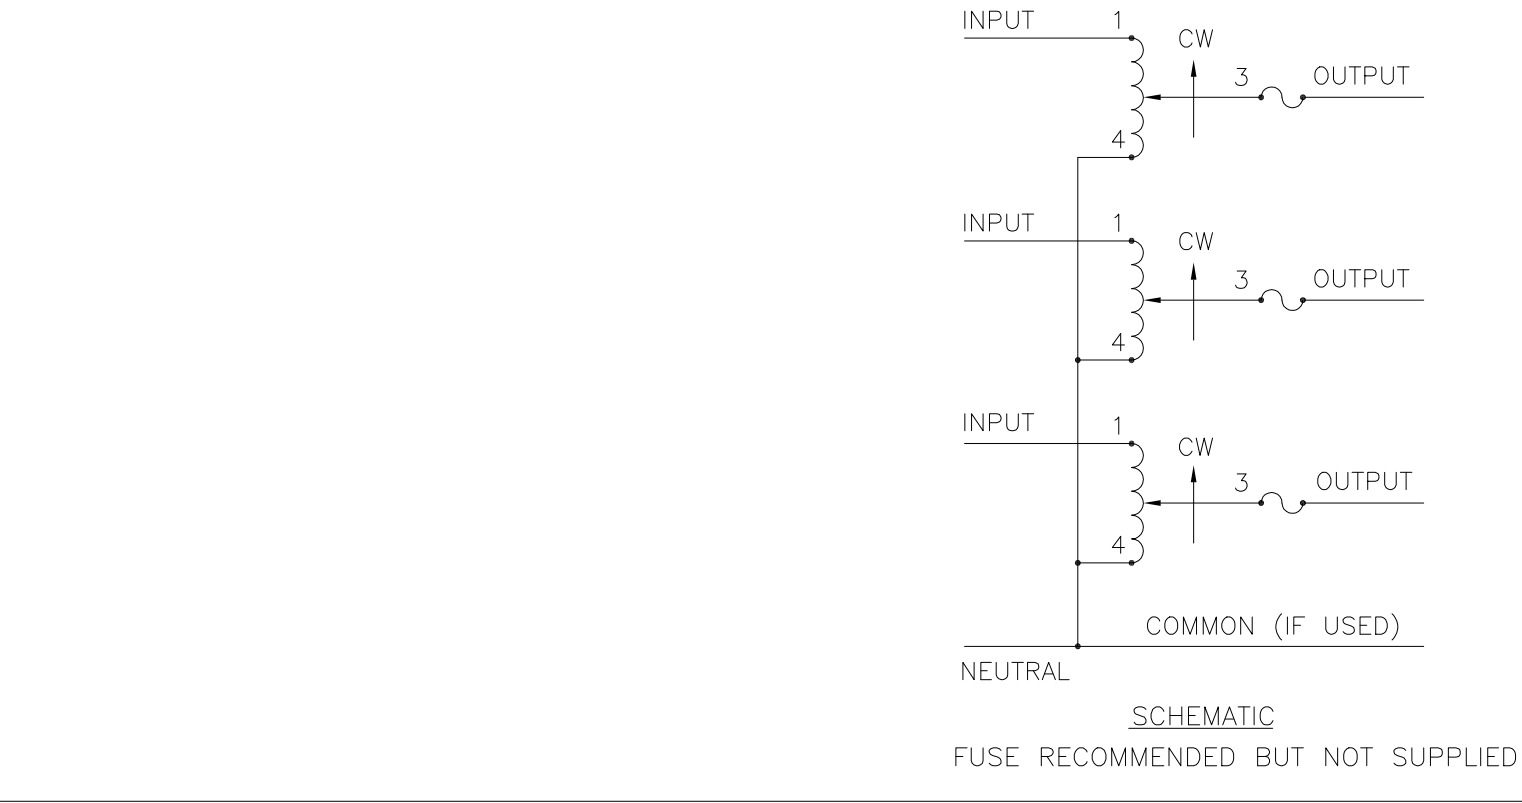 INPUT 1
CW
3 OUTPUT
4
INPUT 1
CW
3 OUTPUT
4
INPUT 1
CW
3 OUTPUT
4
COMMON (IF USED)
NEUTRAL
SCHEMATIC
FUSE RECOMMENDED BUT NOT SUPPLIED